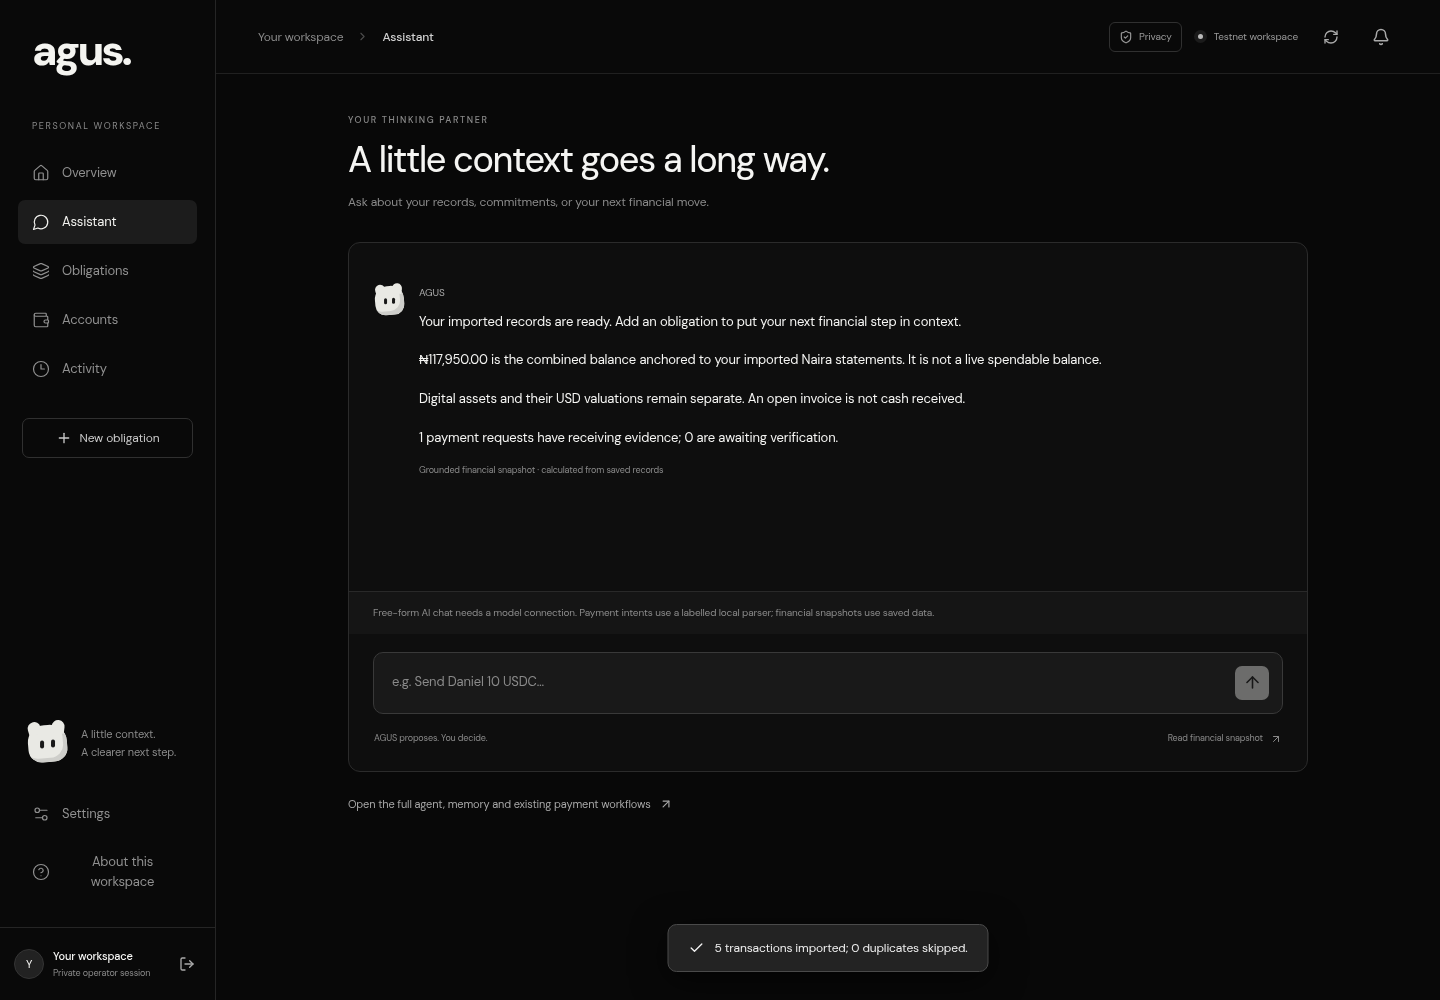 agus.
PERSONAL WORKSPACE
Overview
Assistant
Obligations
Accounts
Activity
New obligation
A little context.
A clearer next step.
Settings
About this
workspace
Y
Your workspace
Private operator session
Your workspace
Assistant
Privacy
Testnet workspace
YOUR THINKING PARTNER
A little context goes a long way.
Ask about your records, commitments, or your next financial move.
AGUS
Your imported records are ready. Add an obligation to put your next financial step in context.
₦117,950.00 is the combined balance anchored to your imported Naira statements. It is not a live spendable balance.
Digital assets and their USD valuations remain separate. An open invoice is not cash received.
1 payment requests have receiving evidence; 0 are awaiting verification.
Grounded financial snapshot · calculated from saved records
Free-form AI chat needs a model connection. Payment intents use a labelled local parser; financial snapshots use saved data.
e.g. Send Daniel 10 USDC...
AGUS proposes. You decide.
Read financial snapshot
Open the full agent, memory and existing payment workflows
5 transactions imported; 0 duplicates skipped.